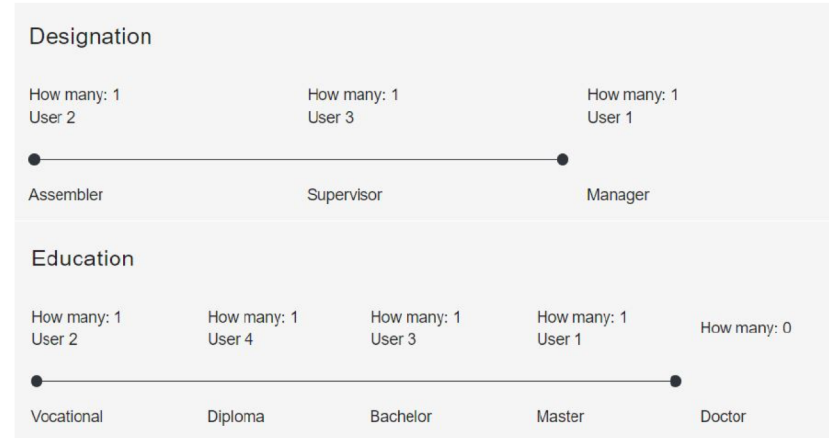 Designation
How many: 1 How many: 1 How many: 1
User 2 User 3 User 1
Assembler Supervisor Manager
Education
How many: 1 How many: 1 How many: 1 How many: 1 How many: 0
User 2 User 4 User 3 User 1
Vocational Diploma Bachelor Master Doctor